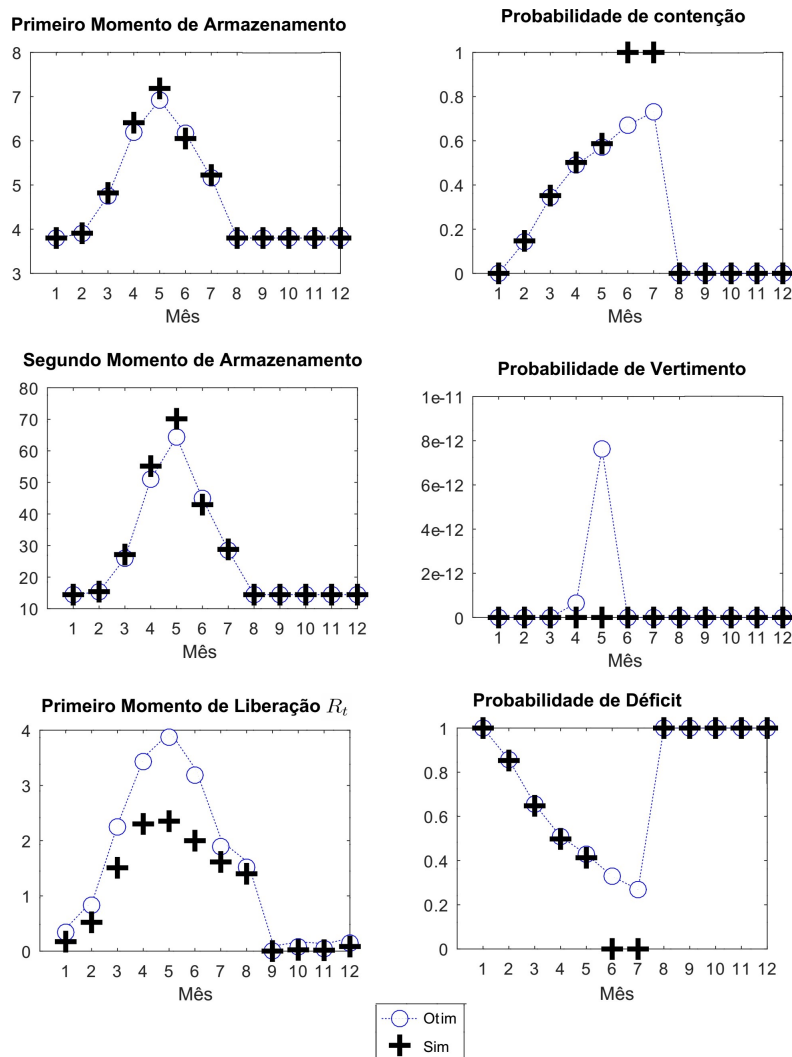 Primeiro Momento de Armazenamento
8
7
6
5
4
3
1 2 3 4 5 6 7 8 9 10 11 12
Mês
Probabilidade de contenção
1
0.8
0.6
0.4
0.2
0
1 2 3 4 5 6 7 8 9 10 11 12
Mês
Segundo Momento de Armazenamento
80
70
60
50
40
30
20
10
1 2 3 4 5 6 7 8 9 10 11 12
Mês
Probabilidade de Vertimento
1e-11
8e-12
6e-12
4e-12
2e-12
0
1 2 3 4 5 6 7 8 9 10 11 12
Mês
Primeiro Momento de Liberação R_t
4
3
2
1
0
1 2 3 4 5 6 7 8 9 10 11 12
Mês
Probabilidade de Déficit
1
0.8
0.6
0.4
0.2
0
1 2 3 4 5 6 7 8 9 10 11 12
Mês
Otim
Sim